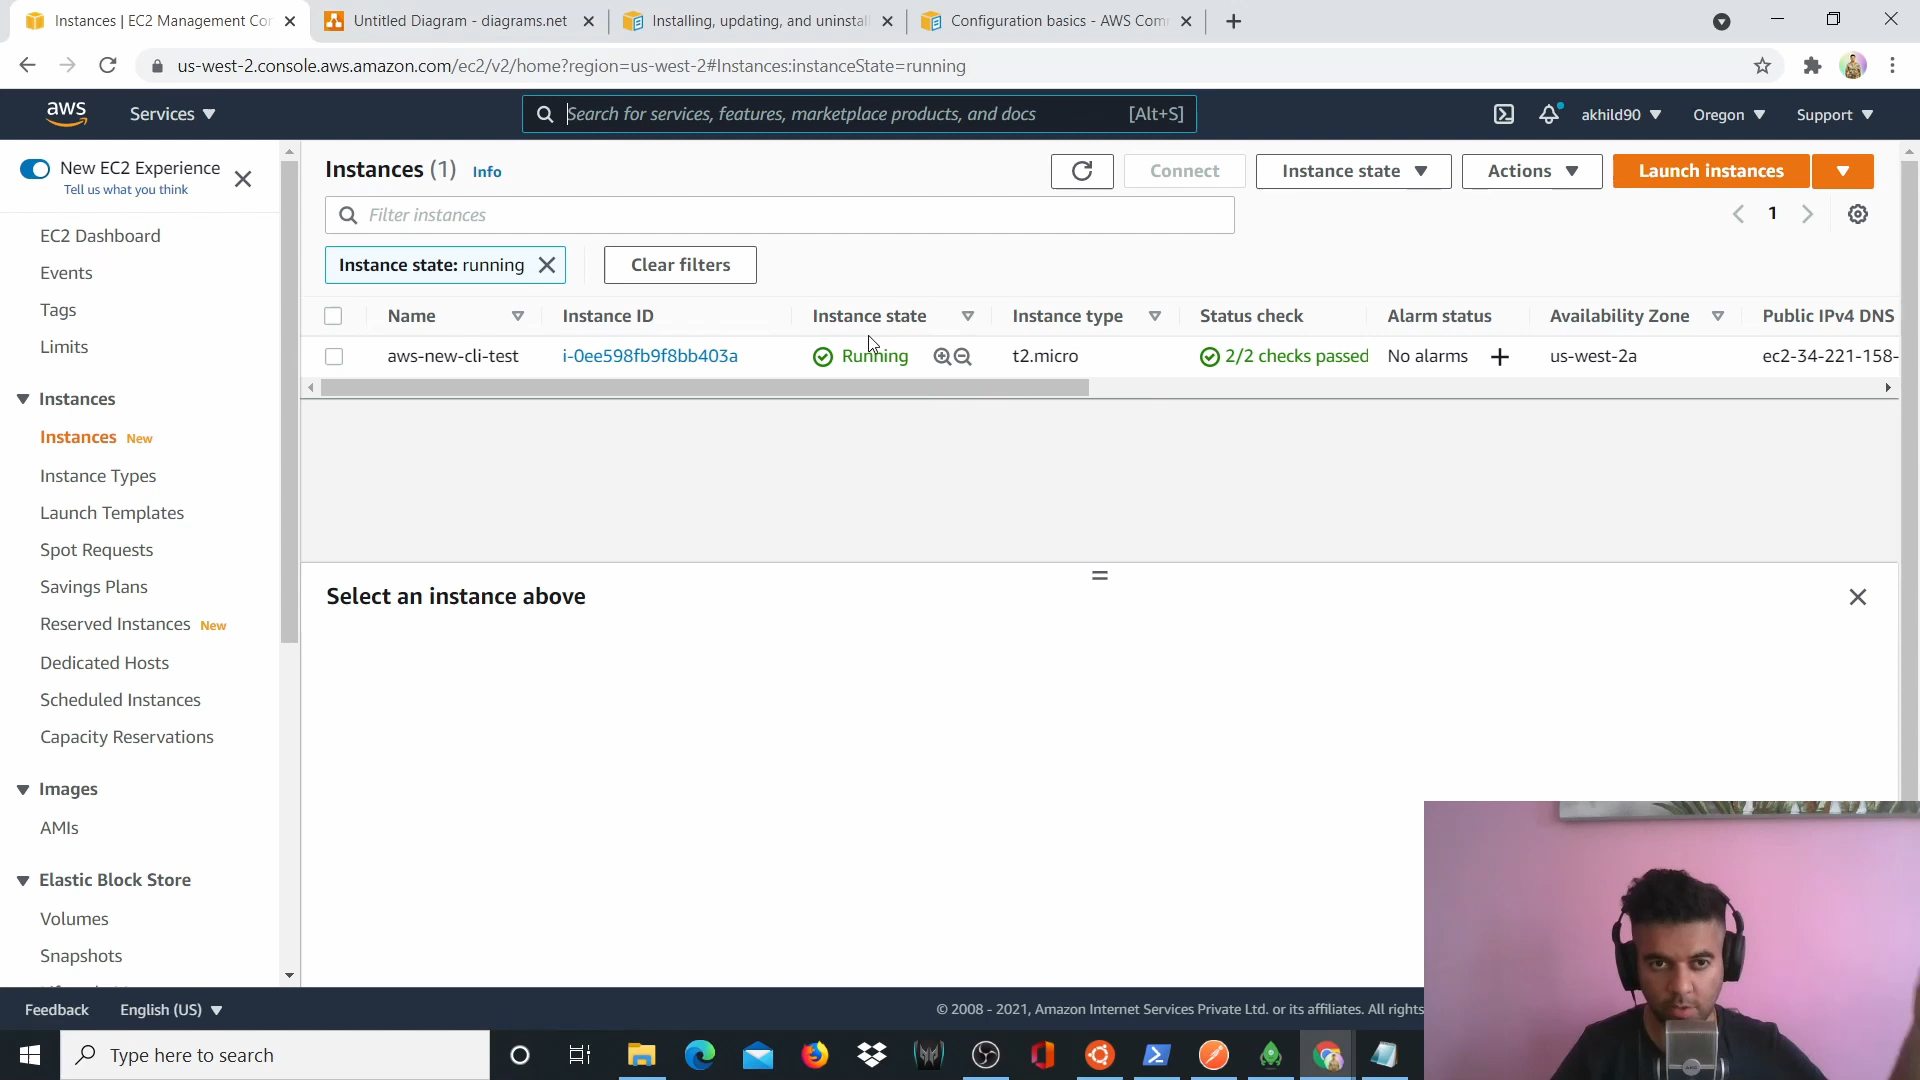 Instances | EC2 Management Con
Untitled Diagram - diagrams.net
Installing, updating, and uninstal
Configuration basics - AWS Com
us-west-2.console.aws.amazon.com/ec2/v2/home?region=us-west-2#Instances:instanceState=running
aws
Services
Search for services, features, marketplace products, and docs
[Alt+S]
akhild90
Oregon
Support
New EC2 Experience
Tell us what you think
EC2 Dashboard
Events
Tags
Limits
Instances
Instances New
Instance Types
Launch Templates
Spot Requests
Savings Plans
Reserved Instances New
Dedicated Hosts
Scheduled Instances
Capacity Reservations
Images
AMIs
Elastic Block Store
Volumes
Snapshots
Instances (1) Info
Connect
Instance state
Actions
Launch instances
Filter instances
1
Instance state: running
Clear filters
Name
Instance ID
Instance state
Instance type
Status check
Alarm status
Availability Zone
Public IPv4 DNS
aws-new-cli-test
i-0ee598fb9f8bb403a
Running
t2.micro
2/2 checks passed
No alarms
us-west-2a
ec2-34-221-158-
Select an instance above
Feedback
English (US)
© 2008 - 2021, Amazon Internet Services Private Ltd. or its affiliates. All rights
Type here to search